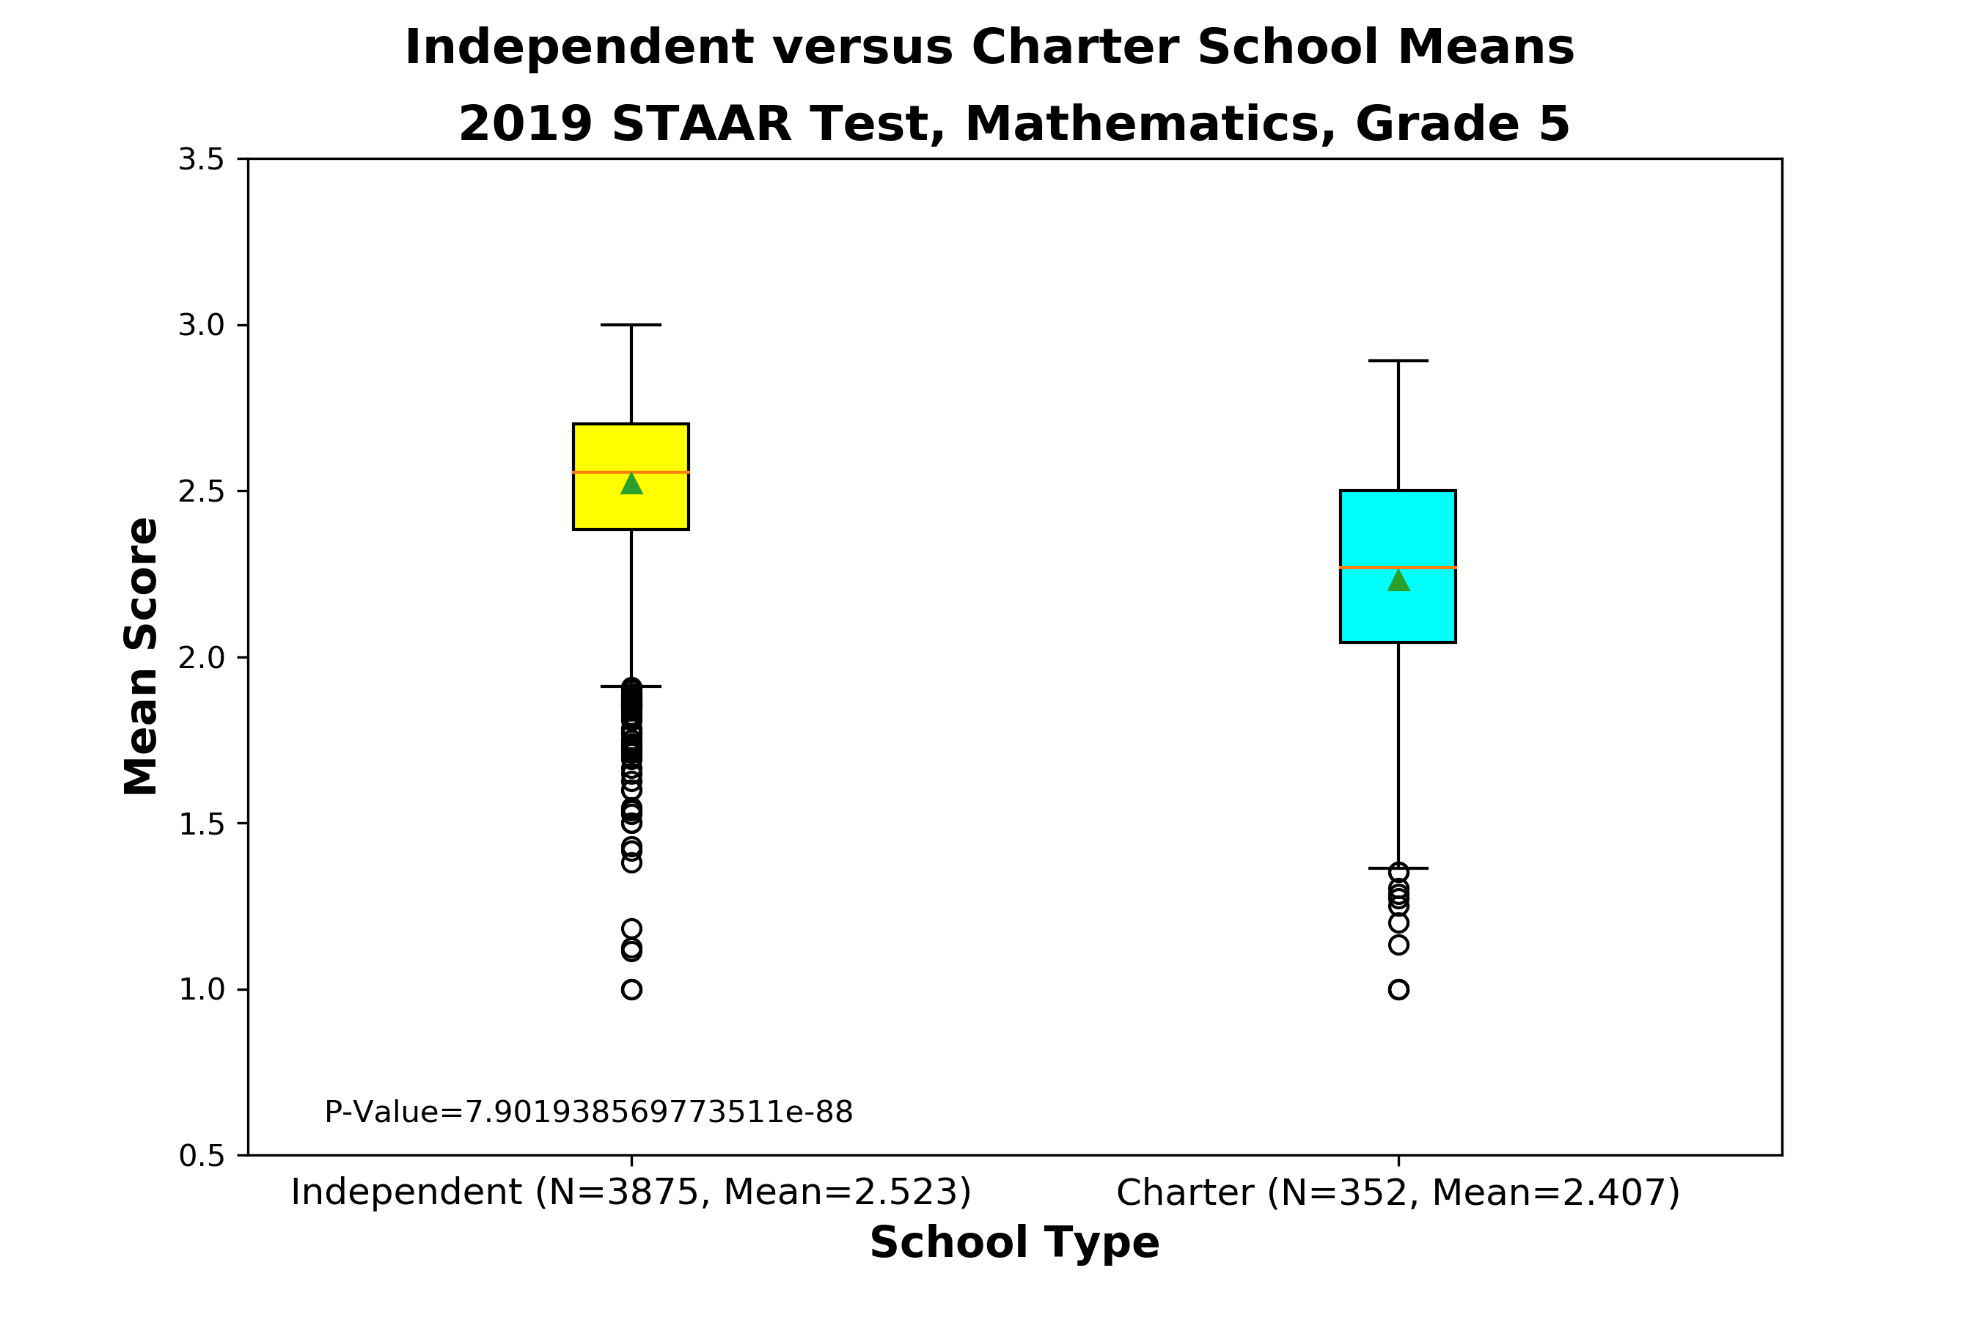 Independent versus Charter School Means
2019 STAAR Test, Mathematics, Grade 5
3.5
3.0
2.5
2.0
1.5
1.0
0.5
Mean Score
P-Value=7.901938569773511e-88
Independent (N=3875, Mean=2.523)
Charter (N=352, Mean=2.407)
School Type